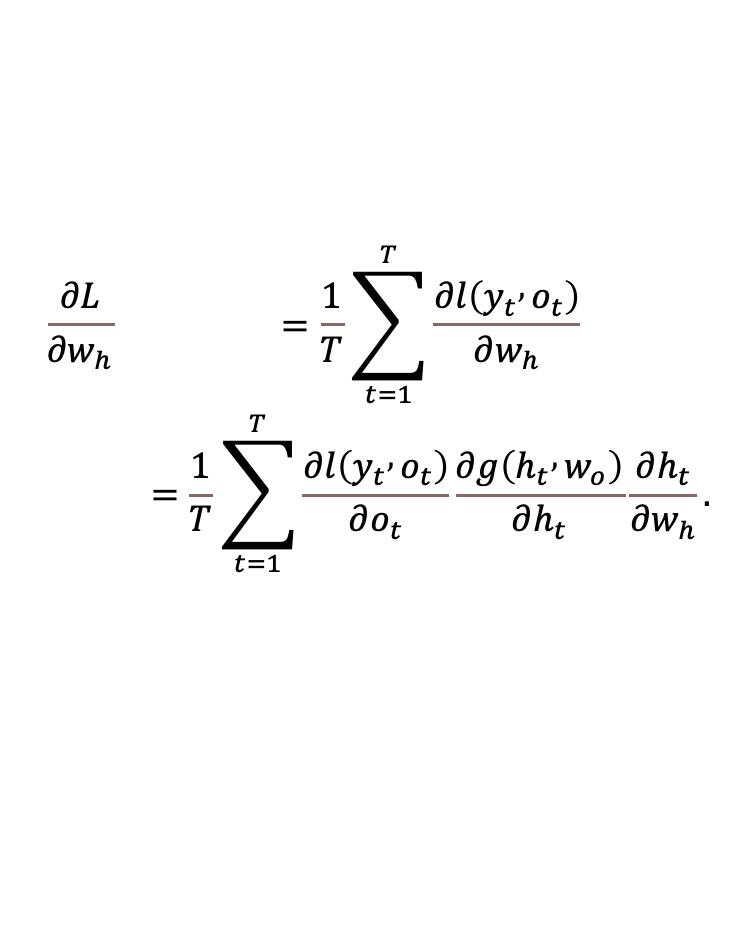 ∂L/∂w_h = 1/T ∑_{t=1}^{T} ∂l(y_t, o_t)/∂w_h
= 1/T ∑_{t=1}^{T} ∂l(y_t, o_t)/∂o_t ∂g(h_t, w_o)/∂h_t ∂h_t/∂w_h.